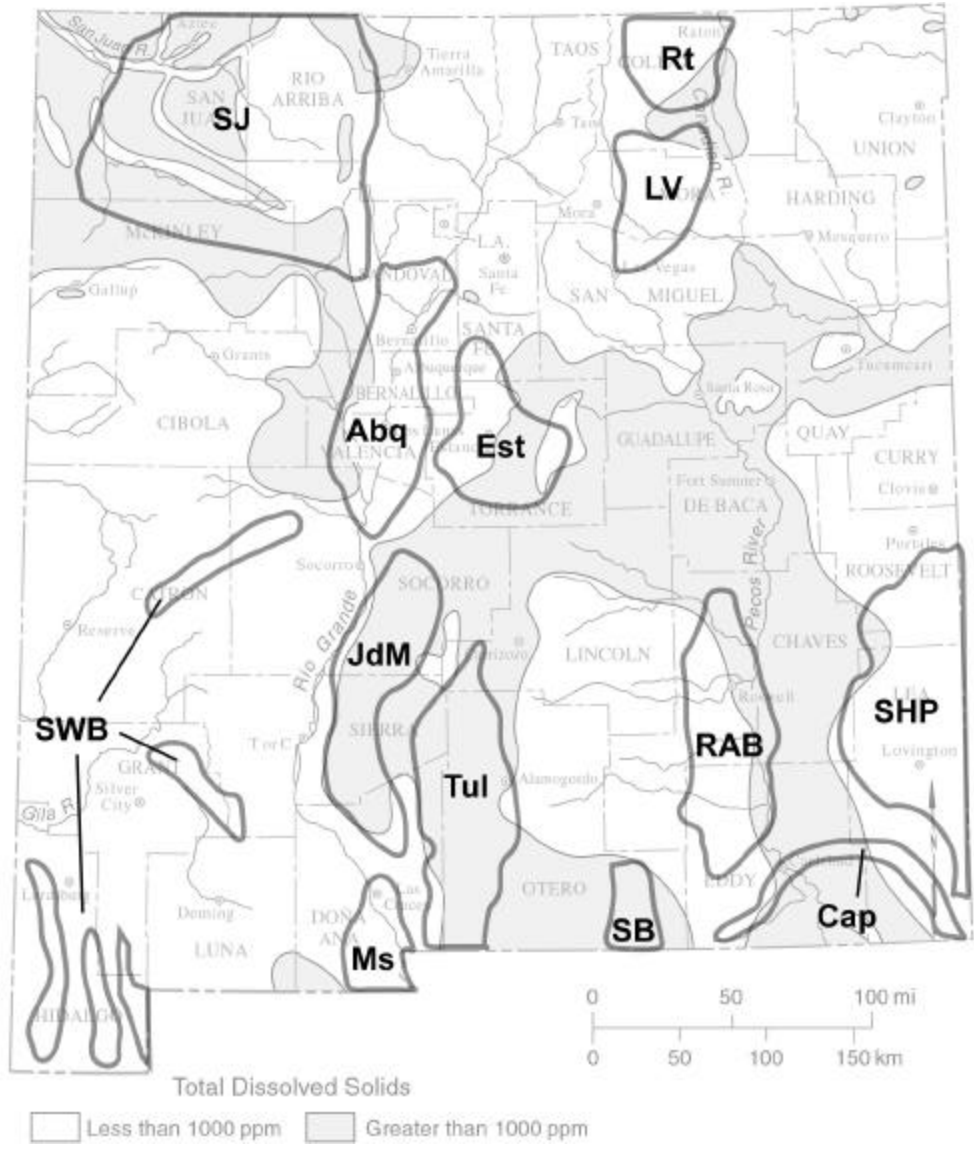 San Juan R.
Aztec
Raton
Rt
Tierra
Amarilla
TAOS
RIO
ARRIBA
SAN
SJ
Taos
Canadian R.
Clayton
UNION
LV
HARDING
Mora
Mosquero
McKINLEY
L.A.
Santa
Fe
SANDOVAL
Las Vegas
SAN
MIGUEL
Gallup
SANTA
FE
Bernalillo
Grants
Albuquerque
Tucumcari
Santa Rosa
BERNALILLO
CIBOLA
Abq
Est
VALENCIA
GUADALUPE
QUAY
CURRY
Fort Sumner
DE BACA
Clovis
TORRANCE
Portales
Socorro
SOCORRO
ROOSEVELT
CATRON
Pecos River
Reserve
Rio Grande
JdM
Carrizozo
LINCOLN
CHAVES
Roswell
LEA
SHP
SWB
SIERRA
RAB
T or C
Lovington
GRANT
Tul
Alamogordo
Silver
City
Gila R.
Lordsburg
OTERO
EDDY
Carlsbad
Deming
DOÑA
ANA
Las
Cruces
Cap
LUNA
SB
Ms
HIDALGO
0 50 100 mi
0 50 100 150 km
N
Total Dissolved Solids
Less than 1000 ppm Greater than 1000 ppm